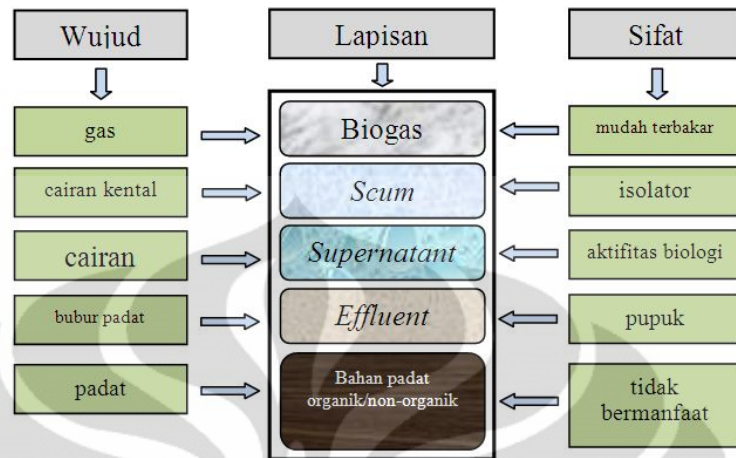 Wujud
Lapisan
Sifat
gas
Biogas
mudah terbakar
cairan kental
Scum
isolator
cairan
Supernatant
aktifitas biologi
bubur padat
Effluent
pupuk
padat
Bahan padat
organik/non-organik
tidak
bermanfaat